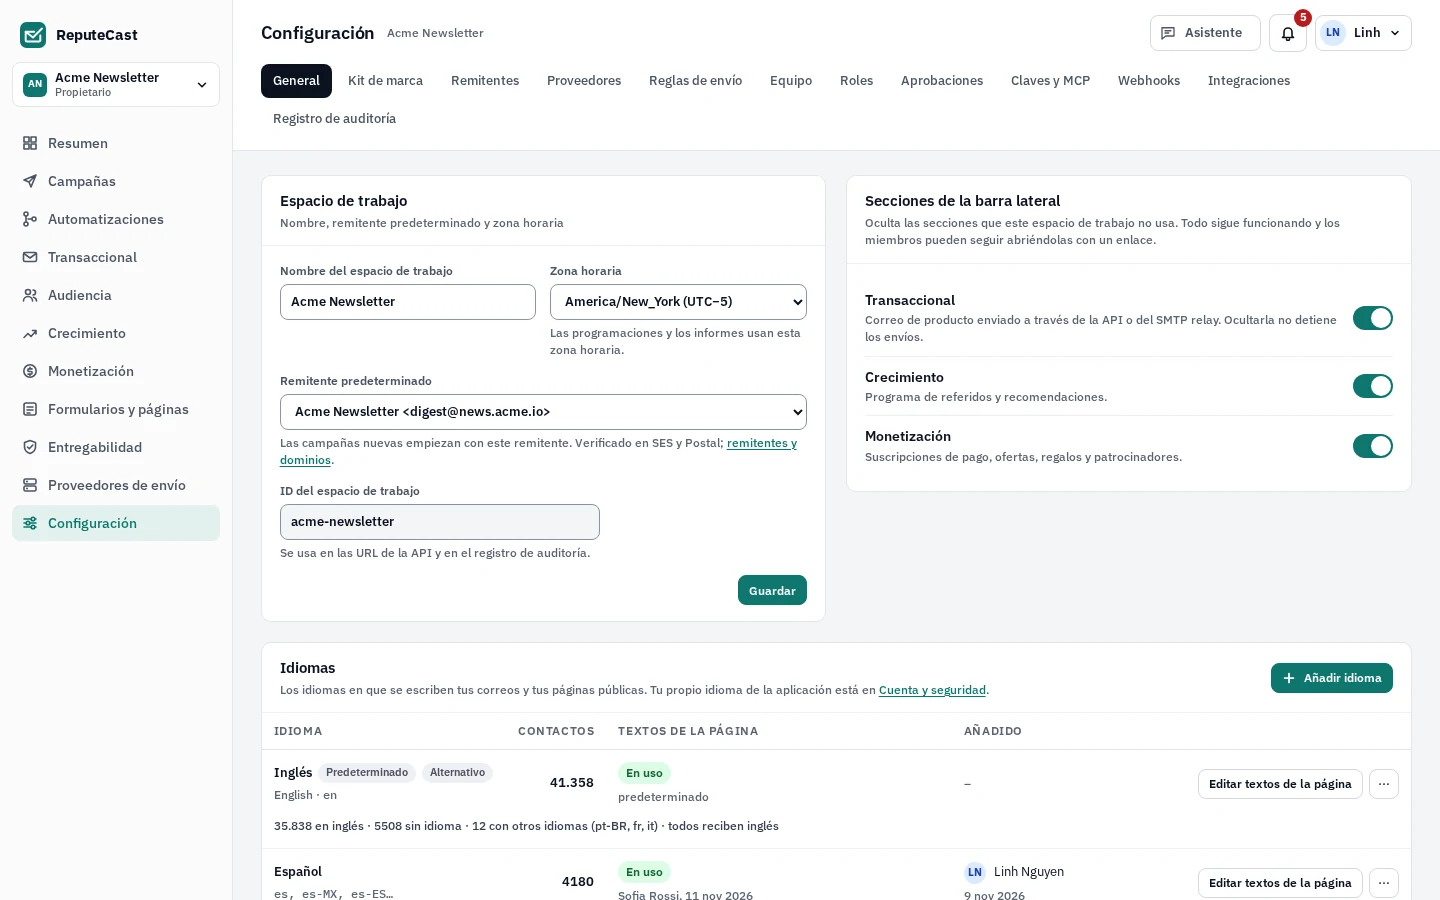 ReputeCast
AN
Acme Newsletter
Propietario
Resumen
Campañas
Automatizaciones
Transaccional
Audiencia
Crecimiento
Monetización
Formularios y páginas
Entregabilidad
Proveedores de envío
Configuración
Configuración
Acme Newsletter
Asistente
5
LN
Linh
General
Kit de marca
Remitentes
Proveedores
Reglas de envío
Equipo
Roles
Aprobaciones
Claves y MCP
Webhooks
Integraciones
Registro de auditoría
Espacio de trabajo
Nombre, remitente predeterminado y zona horaria
Nombre del espacio de trabajo
Acme Newsletter
Zona horaria
America/New_York (UTC−5)
Las programaciones y los informes usan esta
zona horaria.
Remitente predeterminado
Acme Newsletter <digest@news.acme.io>
Las campañas nuevas empiezan con este remitente. Verificado en SES y Postal; remitentes y
dominios.
ID del espacio de trabajo
acme-newsletter
Se usa en las URL de la API y en el registro de auditoría.
Guardar
Secciones de la barra lateral
Oculta las secciones que este espacio de trabajo no usa. Todo sigue funcionando y los
miembros pueden seguir abriéndolas con un enlace.
Transaccional
Correo de producto enviado a través de la API o del SMTP relay. Ocultarla no detiene
los envíos.
Crecimiento
Programa de referidos y recomendaciones.
Monetización
Suscripciones de pago, ofertas, regalos y patrocinadores.
Idiomas
Los idiomas en que se escriben tus correos y tus páginas públicas. Tu propio idioma de la aplicación está en Cuenta y seguridad.
Añadir idioma
IDIOMA
CONTACTOS
TEXTOS DE LA PÁGINA
AÑADIDO
Inglés
Predeterminado
Alternativo
English · en
41.358
En uso
predeterminado
–
Editar textos de la página
···
35.838 en inglés · 5508 sin idioma · 12 con otros idiomas (pt-BR, fr, it) · todos reciben inglés
Español
es, es-MX, es-ES…
4180
En uso
Sofia Rossi, 11 nov 2026
LN
Linh Nguyen
9 nov 2026
Editar textos de la página
···